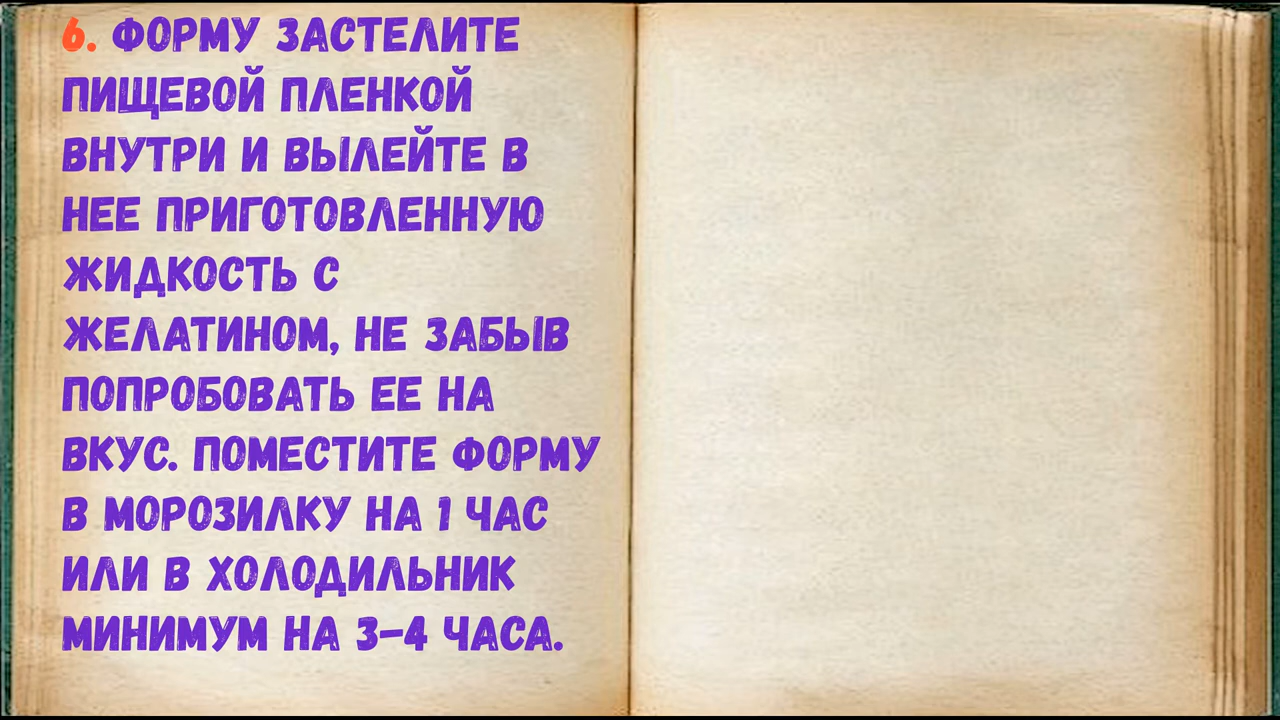 6. ФОРМУ ЗАСТЕЛИТЕ
ПИЩЕВОЙ ПЛЕНКОЙ
ВНУТРИ И ВЫЛЕЙТЕ В
НЕЕ ПРИГОТОВЛЕННУЮ
ЖИДКОСТЬ С
ЖЕЛАТИНОМ, НЕ ЗАБЫВ
ПОПРОБОВАТЬ ЕЕ НА
ВКУС. ПОМЕСТИТЕ ФОРМУ
В МОРОЗИЛКУ НА 1 ЧАС
ИЛИ В ХОЛОДИЛЬНИК
МИНИМУМ НА 3-4 ЧАСА.